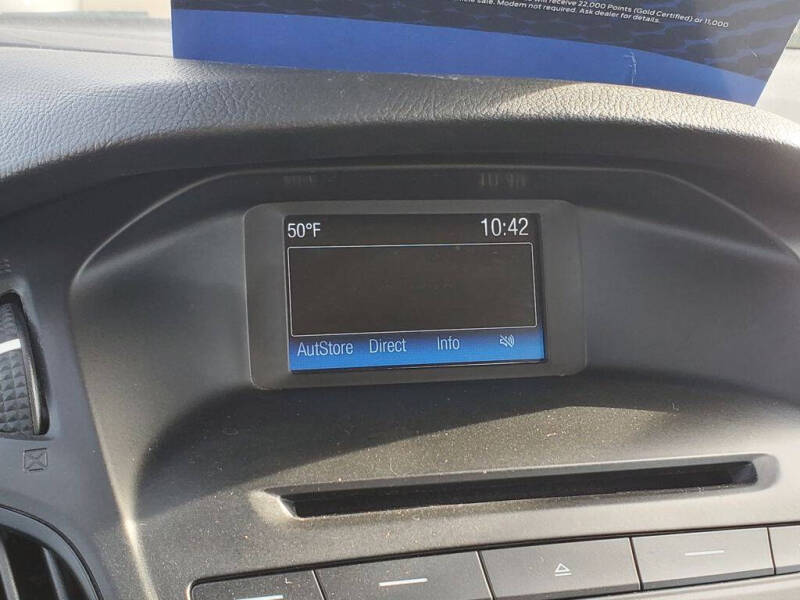 will receive 22,000 Points (Gold Certified) or 11,000
sale. Modem not required. Ask dealer for details.
50°F 10:42
AutStore Direct Info